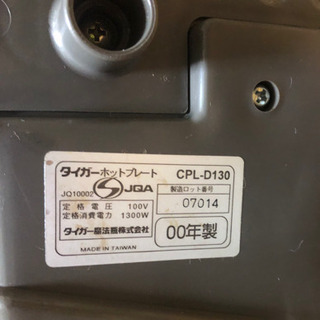 タイガーホットプレート CPL-D130
JQ10002 S JQA 製造ロット番号
07014
定格電圧 100V
定格消費電力 1300W
タイガー魔法瓶株式会社 00年製
MADE IN TAIWAN